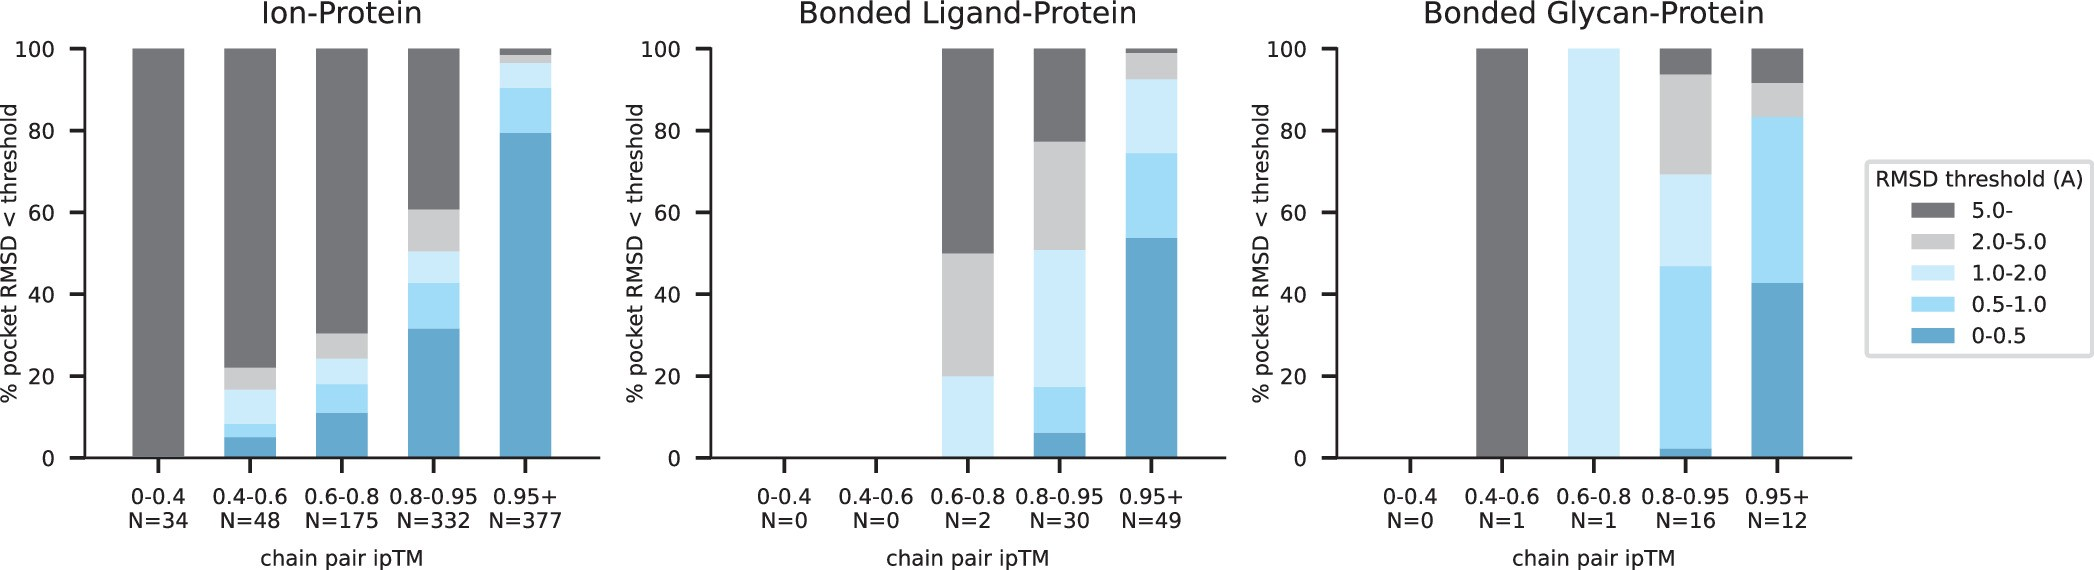 Ion-Protein
% pocket RMSD < threshold
100
80
60
40
20
0
0-0.4 0.4-0.6 0.6-0.8 0.8-0.95 0.95+
N=34 N=48 N=175 N=332 N=377
chain pair ipTM
Bonded Ligand-Protein
% pocket RMSD < threshold
100
80
60
40
20
0
0-0.4 0.4-0.6 0.6-0.8 0.8-0.95 0.95+
N=0 N=0 N=2 N=30 N=49
chain pair ipTM
Bonded Glycan-Protein
% pocket RMSD < threshold
100
80
60
40
20
0
0-0.4 0.4-0.6 0.6-0.8 0.8-0.95 0.95+
N=0 N=1 N=1 N=16 N=12
chain pair ipTM
RMSD threshold (A)
5.0-
2.0-5.0
1.0-2.0
0.5-1.0
0-0.5